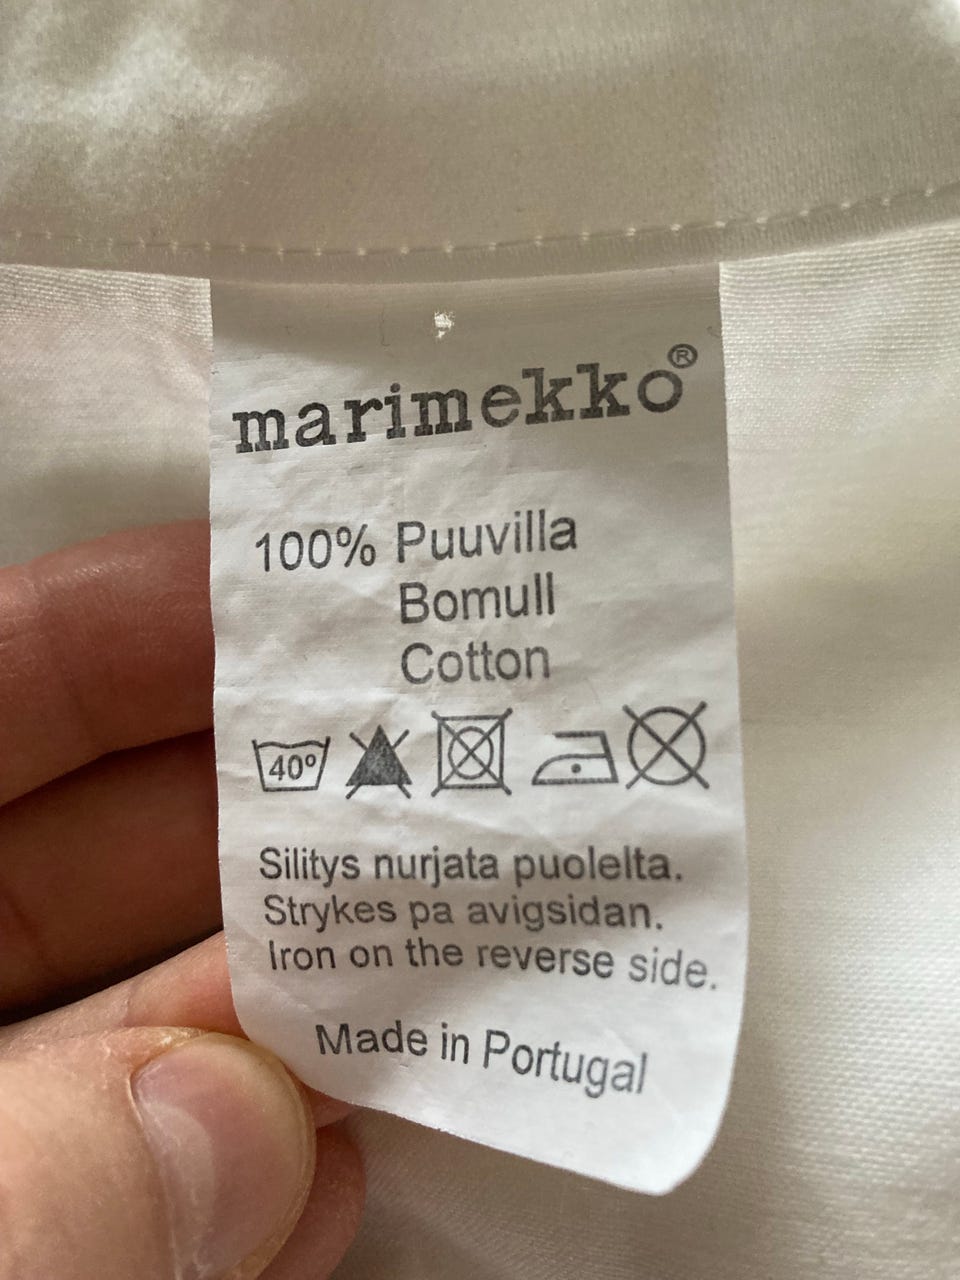 marimekko®
100% Puuvilla
Bomull
Cotton
40º
Silitys nurjata puolelta.
Strykes pa avigsidan.
Iron on the reverse side.
Made in Portugal